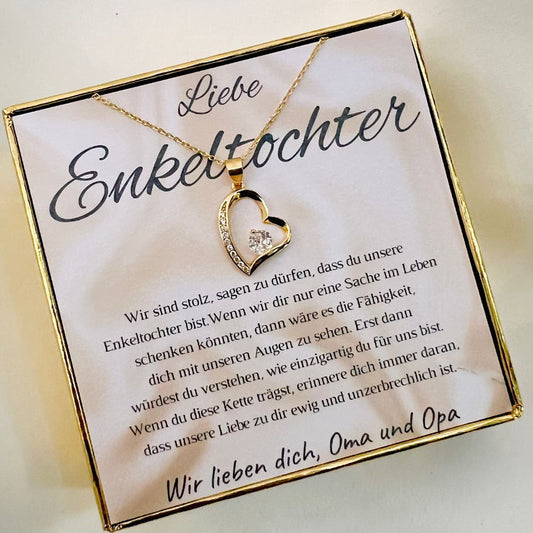 Liebe
Enkeltochter
Wir sind stolz, sagen zu dürfen, dass du unsere
Enkeltochter bist.Wenn wir dir nur eine Sache im Leben
schenken könnten, dann wäre es die Fähigkeit,
dich mit unseren Augen zu sehen. Erst dann
würdest du verstehen, wie einzigartig du für uns bist.
Wenn du diese Kette trägst, erinnere dich immer daran,
dass unsere Liebe zu dir ewig und unzerbrechlich ist.
Wir lieben dich, Oma und Opa